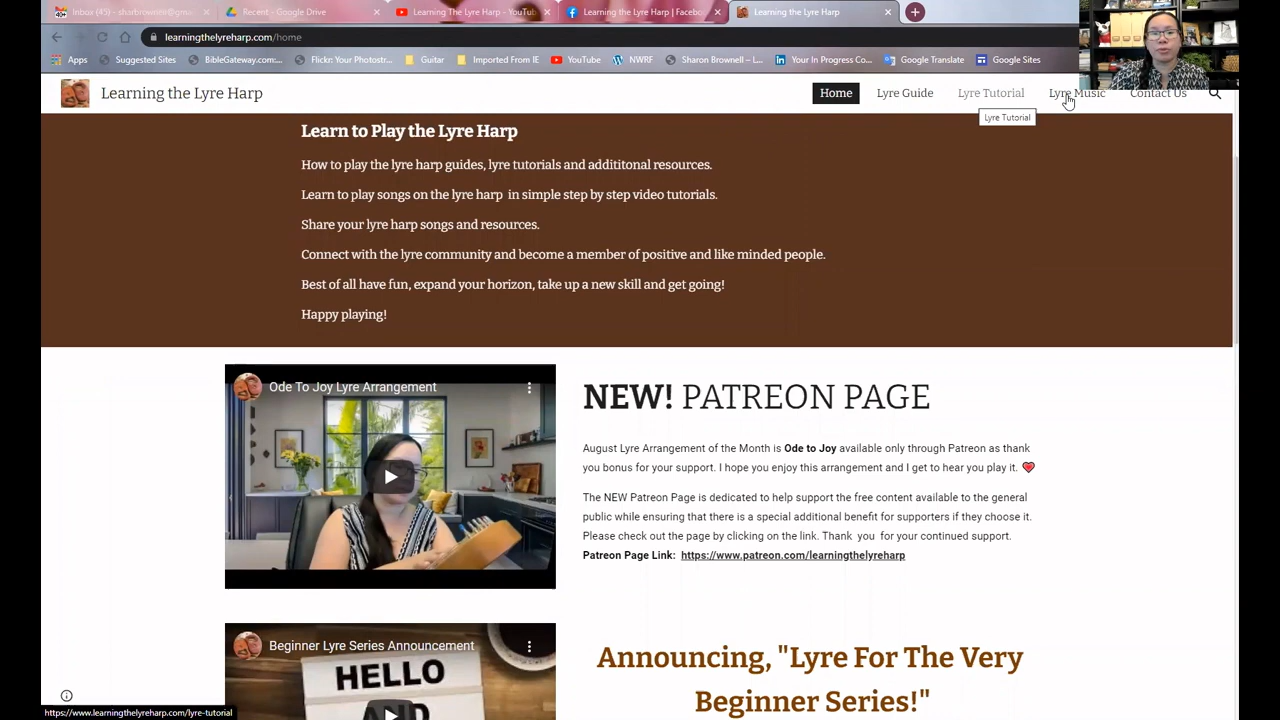 Inbox (45) - sharbrownhr@gma
Recent - Google Drive
Learning The Lyre Harp - YouTub
Learning the Lyre Harp | Facebo
Learning the Lyre Harp
learningthelyreharp.com/home
Apps
Suggested Sites
BibleGateway.com:
Flickr: Your Photostr...
Guitar
Imported From IE
YouTube
NWRF
Sharon Brownell – L...
Your In Progress Co...
Google Translate
Google Sites
Learning the Lyre Harp
Home
Lyre Guide
Lyre Tutorial
Lyre Music
Contact Us
Lyre Tutorial
Learn to Play the Lyre Harp
How to play the lyre harp guides, lyre tutorials and addititonal resources.
Learn to play songs on the lyre harp in simple step by step video tutorials.
Share your lyre harp songs and resources.
Connect with the lyre community and become a member of positive and like minded people.
Best of all have fun, expand your horizon, take up a new skill and get going!
Happy playing!
Ode To Joy Lyre Arrangement
NEW! PATREON PAGE
August Lyre Arrangement of the Month is Ode to Joy available only through Patreon as thank
you bonus for your support. I hope you enjoy this arrangement and I get to hear you play it. ❤
The NEW Patreon Page is dedicated to help support the free content available to the general
public while ensuring that there is a special additional benefit for supporters if they choose it.
Please check out the page by clicking on the link. Thank you for your continued support.
Patreon Page Link: https://www.patreon.com/learningthelyreharp
Beginner Lyre Series Announcement
HELLO
AND
Announcing, "Lyre For The Very
Beginner Series!"
https://www.learningthelyreharp.com/lyre-tutorial